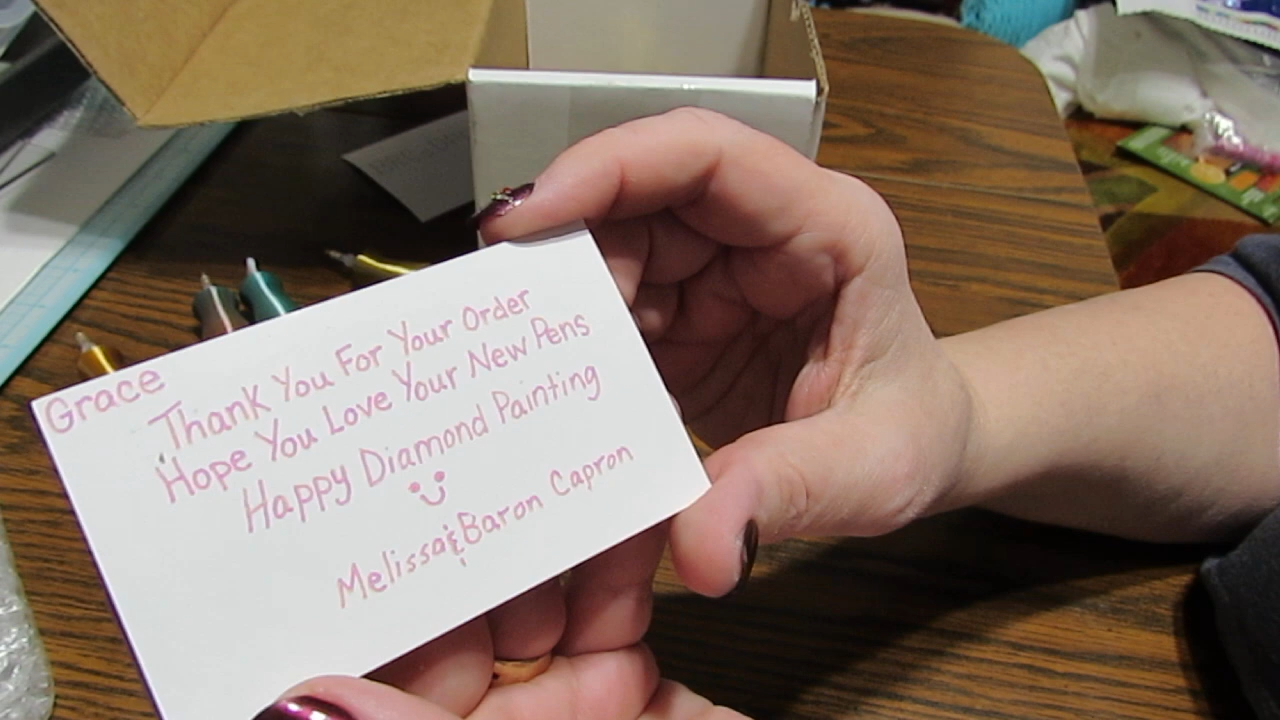 Grace
Thank You For Your Order
Hope You Love Your New Pens
Happy Diamond Painting
Melissa & Baron Capron